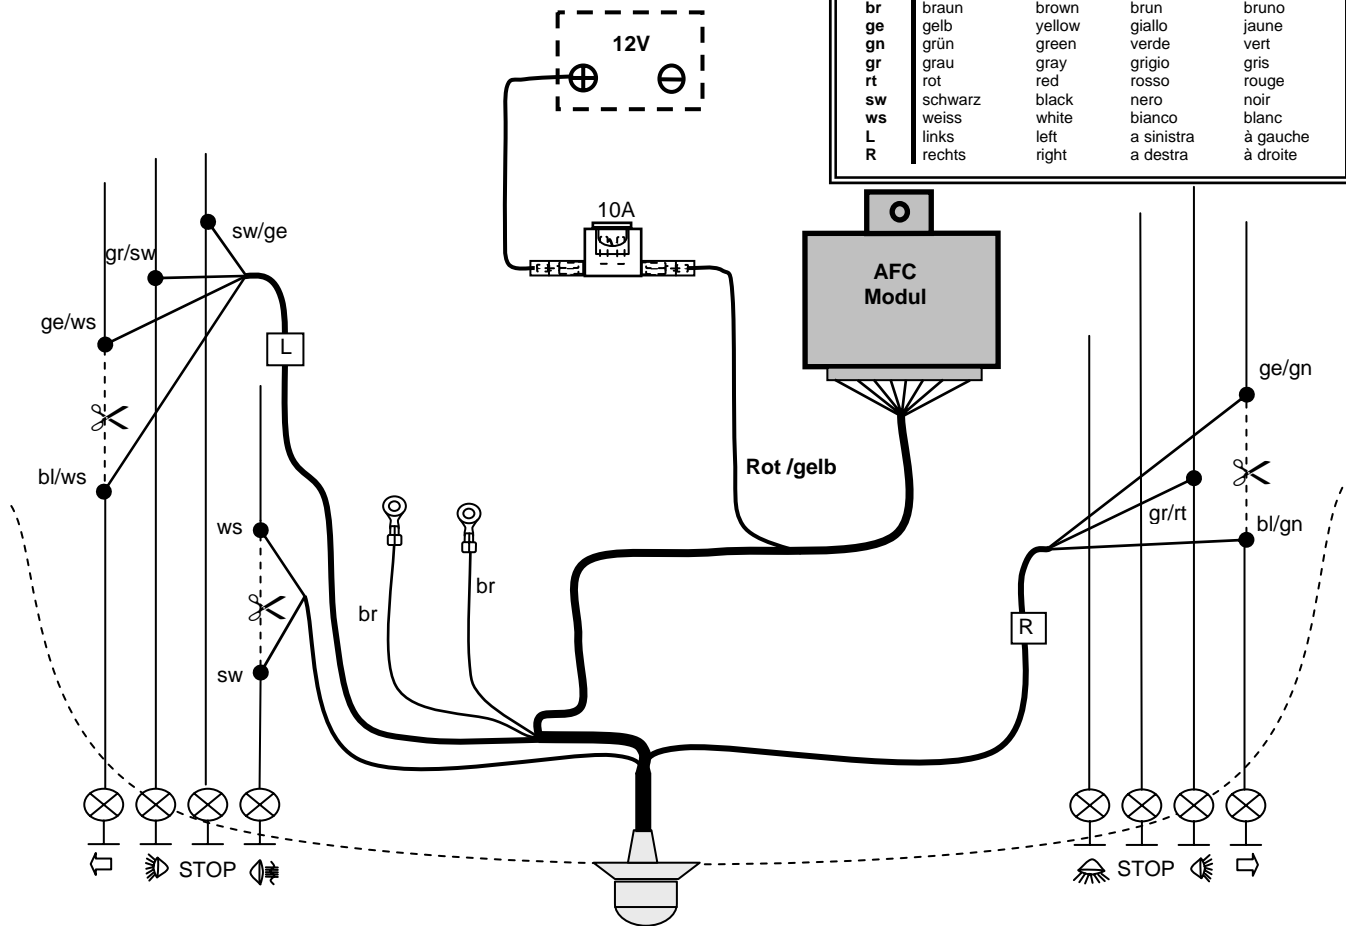 br braun brown brun bruno
ge gelb yellow giallo jaune
gn grün green verde vert
gr grau gray grigio gris
rt rot red rosso rouge
sw schwarz black nero noir
ws weiss white bianco blanc
L links left a sinistra à gauche
R rechts right a destra à droite
12V
10A
AFC
Modul
sw/ge
gr/sw
ge/ws
L
bl/ws
ws
sw
br
br
Rot /gelb
ge/gn
gr/rt
bl/gn
R
STOP
STOP